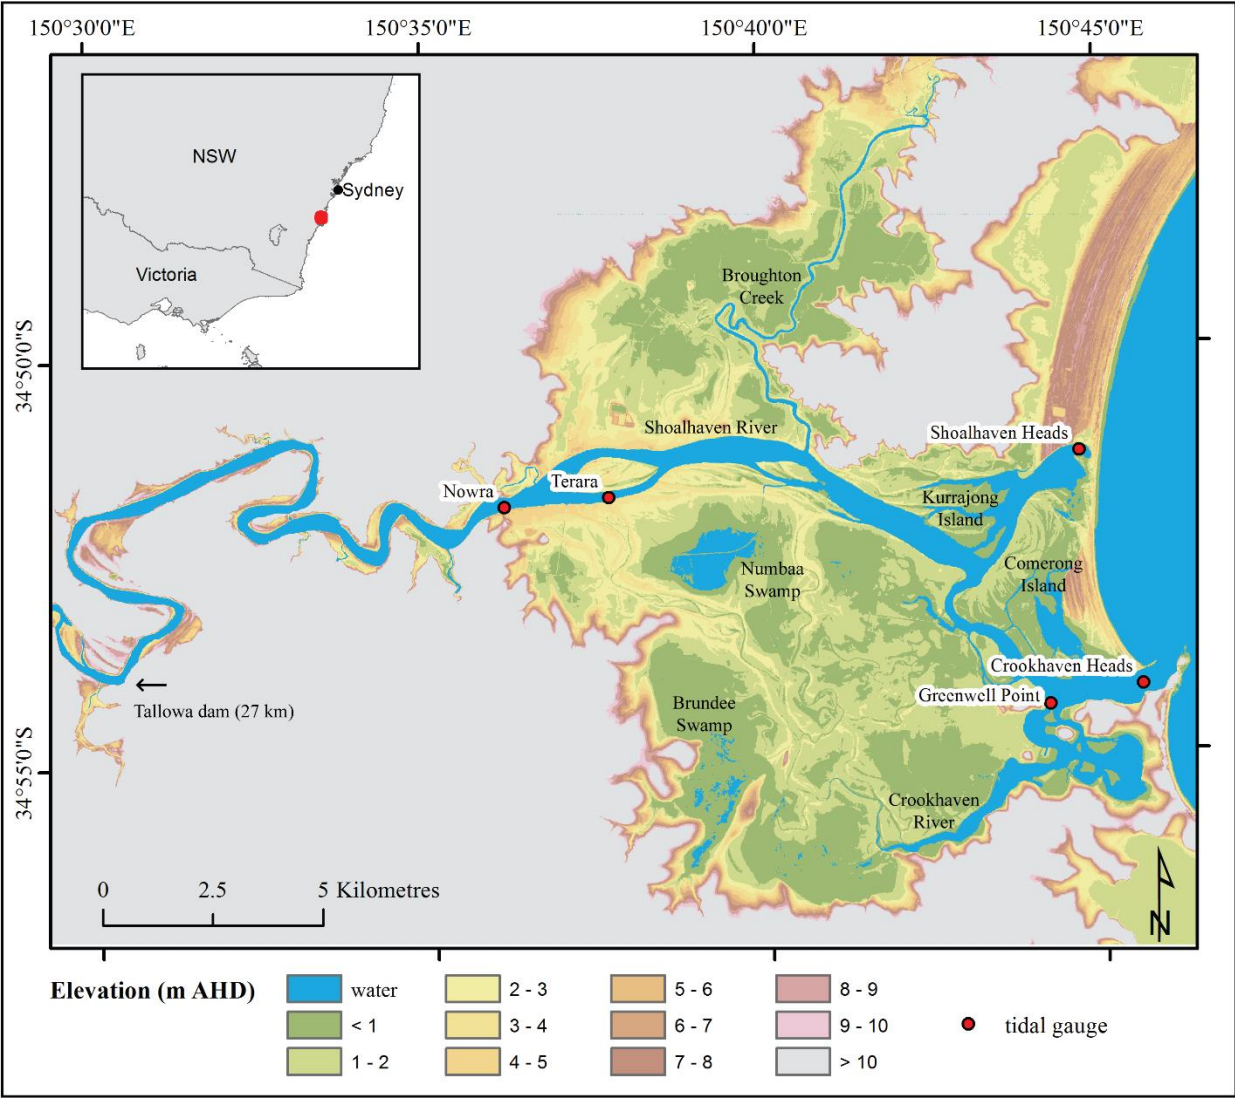 150°30'0"E
150°35'0"E
150°40'0"E
150°45'0"E
NSW
Sydney
Victoria
34°50'0"S
34°55'0"S
Broughton
Creek
Shoalhaven River
Shoalhaven Heads
Nowra
Terara
Kurrajong
Island
Numbaa
Swamp
Comerong
Island
Crookhaven Heads
Greenwell Point
Tallowa dam (27 km)
Brundee
Swamp
Crookhaven
River
0 2.5 5 Kilometres
N
Elevation (m AHD)
water
< 1
1 - 2
2 - 3
3 - 4
4 - 5
5 - 6
6 - 7
7 - 8
8 - 9
9 - 10
> 10
tidal gauge